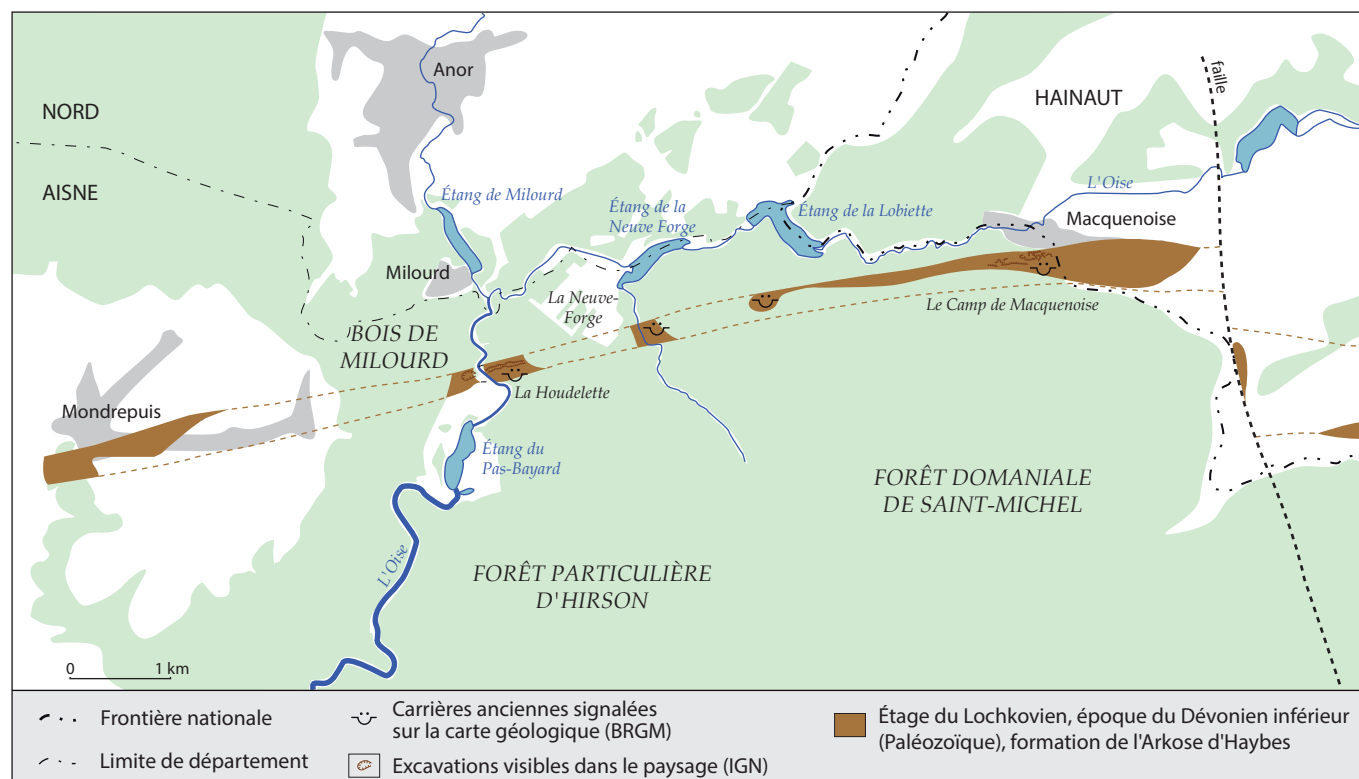 Anor
faille
NORD
HAINAUT
AISNE
Étang de Milourd
L'Oise
Étang de la
Neuve Forge
Étang de la Lobiette
Macquenoise
Milourd
La Neuve-
Forge
Le Camp de Macquenoise
BOIS DE
MILOURD
La Houdelette
Mondrepuis
Étang du
Pas-Bayard
FORÊT DOMANIALE
DE SAINT-MICHEL
L'Oise
FORÊT PARTICULIÈRE
D'HIRSON
0 1 km
Frontière nationale
Limite de département
Carrières anciennes signalées
sur la carte géologique (BRGM)
Excavations visibles dans le paysage (IGN)
Étage du Lochkovien, époque du Dévonien inférieur
(Paléozoïque), formation de l'Arkose d'Haybes